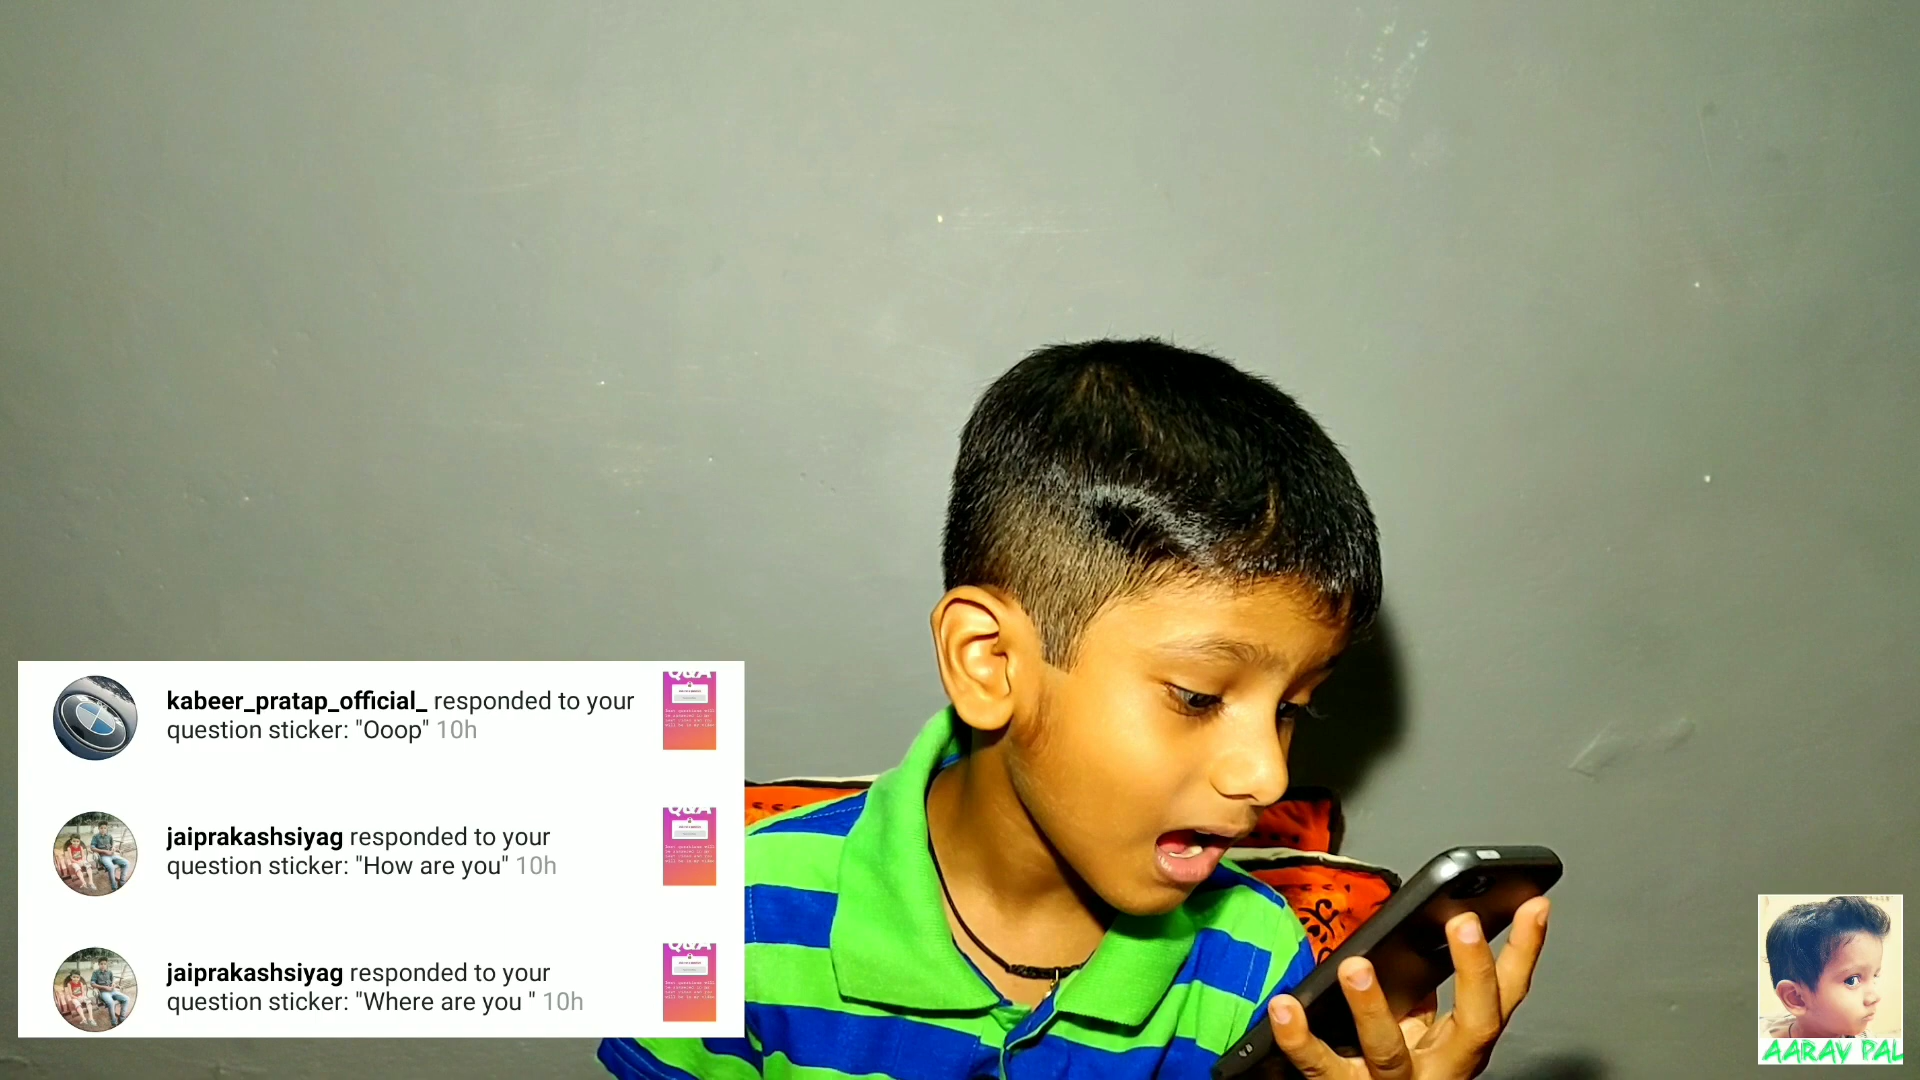 kabeer_pratap_official_ responded to your
question sticker: "Ooop" 10h
Q&A
jaiprakashsiyag responded to your
question sticker: "How are you" 10h
Q&A
jaiprakashsiyag responded to your
question sticker: "Where are you " 10h
Q&A
AARAV PAL